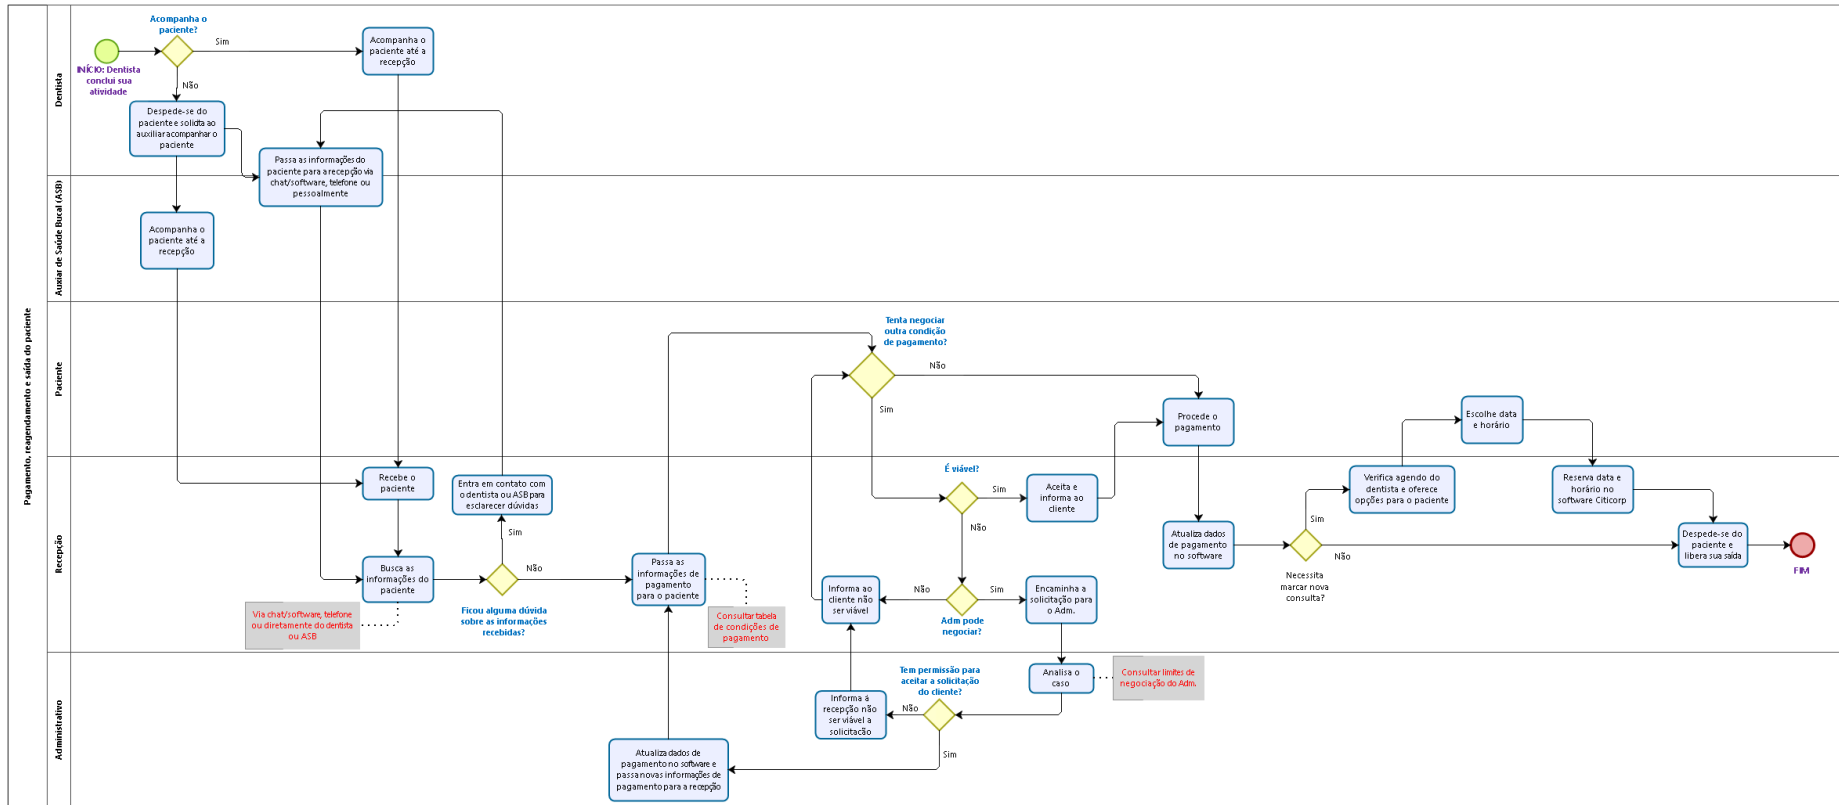 Pagamento, reagendamento e saída do paciente
Dentista
Auxiar de Saúde Bucal (ASB)
Paciente
Recepção
Administrativo
INÍCIO: Dentista
conclui sua
atividade
Acompanha o
paciente?
Sim
Não
Acompanha o
paciente até a
recepção
Despede-se do
paciente e solicita ao
auxiliar acompanhar o
paciente
Passa as informações do
paciente para a recepção via
chat/software, telefone ou
pessoalmente
Acompanha o
paciente até a
recepção
Tenta negociar
outra condição
de pagamento?
Não
Sim
Procede o
pagamento
Escolhe data
e horário
Recebe o
paciente
Entra em contato com
o dentista ou ASB para
esclarecer dúvidas
Sim
Busca as
informações do
paciente
Não
Ficou alguma dúvida
sobre as informações
recebidas?
Via chat/software, telefone
ou diretamente do dentista
ou ASB
Passa as
informações de
pagamento
para o paciente
Consultar tabela
de condições de
pagamento
É viável?
Sim
Não
Aceita e
informa ao
cliente
Informa ao
cliente não
ser viável
Não
Sim
Adm pode
negociar?
Encaminha a
solicitação para
o Adm.
Atualiza dados
de pagamento
no software
Sim
Não
Necessita
marcar nova
consulta?
Verifica agendo do
dentista e oferece
opções para o paciente
Reserva data e
horário no
software Citicorp
Despede-se do
paciente e
libera sua saída
FIM
Analisa o
caso
Consultar limites de
negociação do Adm.
Tem permissão para
aceitar a solicitação
do cliente?
Não
Sim
Informa á
recepção não
ser viável a
solicitacão
Atualiza dados de
pagamento no software e
passa novas informações de
pagamento para a recepção